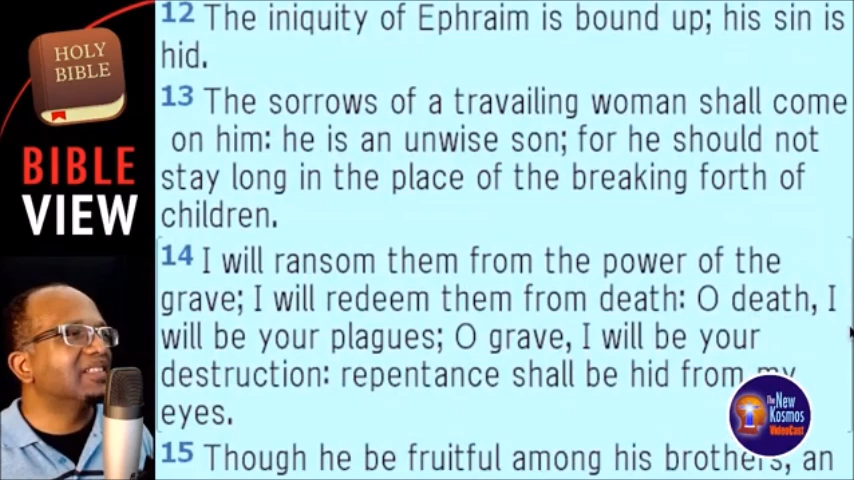 HOLY
BIBLE
BIBLE
VIEW
12 The iniquity of Ephraim is bound up; his sin is
hid.
13 The sorrows of a travailing woman shall come
on him: he is an unwise son; for he should not
stay long in the place of the breaking forth of
children.
14 I will ransom them from the power of the
grave; I will redeem them from death: O death, I
will be your plagues; O grave, I will be your
destruction: repentance shall be hid from my
eyes.
15 Though he be fruitful among his brothers, an
The New
Kosmos
VideoCast